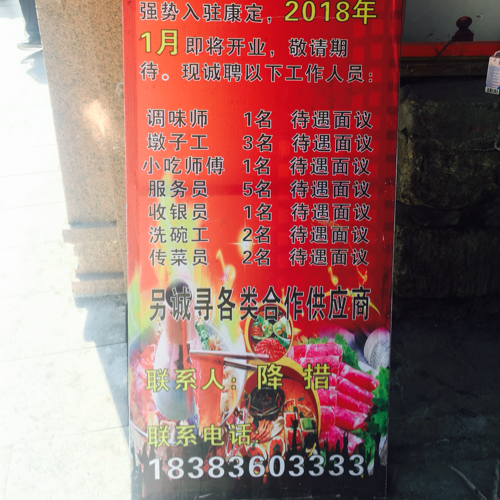 强势入驻康定，2018年
1月即将开业，敬请期
待。现诚聘以下工作人员：
调味师 1名 待遇面议
墩子工 3名 待遇面议
小吃师傅 1名 待遇面议
服务员 5名 待遇面议
收银员 1名 待遇面议
洗碗工 2名 待遇面议
传菜员 2名 待遇面议
另诚寻各类合作供应商
联系人：降措
联系电话:
18383603333